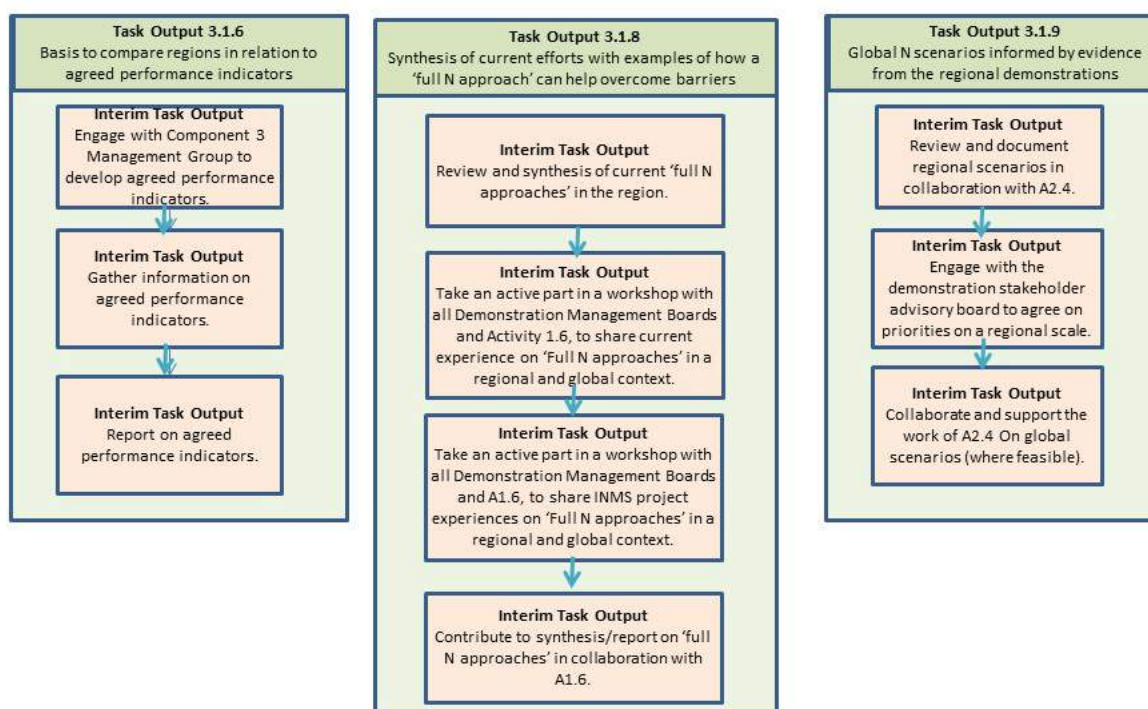 Task Output 3.1.6
Basis to compare regions in relation to
agreed performance indicators
Interim Task Output
Engage with Component 3
Management Group to
develop agreed performance
indicators.
Interim Task Output
Gather information on
agreed performance
indicators.
Interim Task Output
Report on agreed
performance indicators.
Task Output 3.1.8
Synthesis of current efforts with examples of how a
‘full N approach’ can help overcome barriers
Interim Task Output
Review and synthesis of current ‘full N
approaches’ in the region.
Interim Task Output
Take an active part in a workshop with
all Demonstration Management Boards
and Activity 1.6, to share current
experience on ‘Full N approaches’ in a
regional and global context.
Interim Task Output
Take an active part in a workshop with
all Demonstration Management Boards
and A1.6, to share INMS project
experiences on ‘Full N approaches’ in a
regional and global context.
Interim Task Output
Contribute to synthesis/report on ‘full
N approaches’ in collaboration with
A1.6.
Task Output 3.1.9
Global N scenarios informed by evidence
from the regional demonstrations
Interim Task Output
Review and document
regional scenarios in
collaboration with A2.4.
Interim Task Output
Engage with the
demonstration stakeholder
advisory board to agree on
priorities on a regional scale.
Interim Task Output
Collaborate and support the
work of A2.4 On global
scenarios (where feasible).